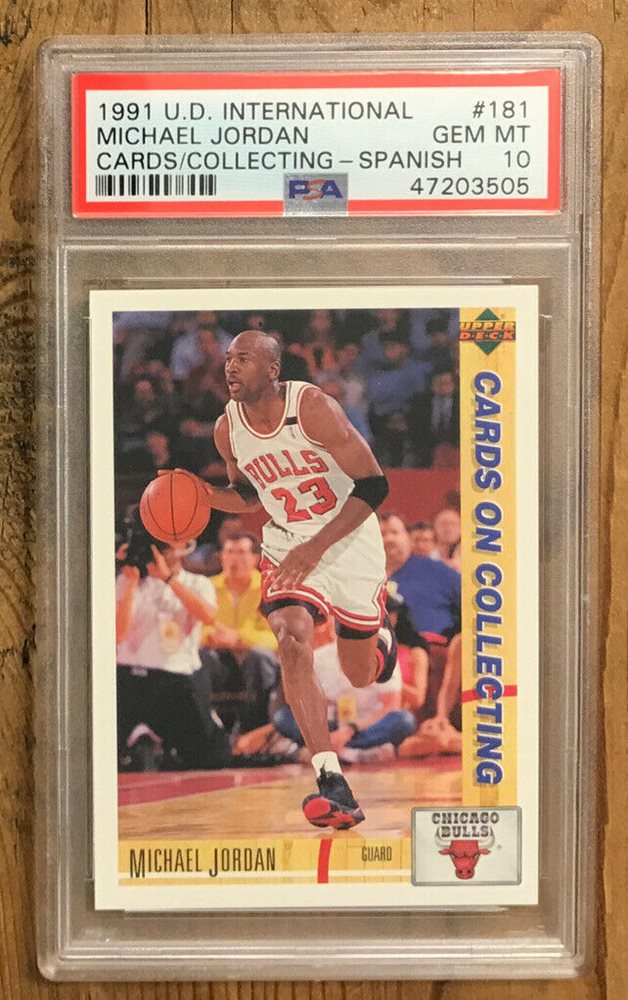 1991 U.D. INTERNATIONAL #181
MICHAEL JORDAN GEM MT
CARDS/COLLECTING – SPANISH 10
PSA 47203505
UPPER
DECK
CARDS ON COLLECTING
BULLS
23
CHICAGO
BULLS
MICHAEL JORDAN GUARD